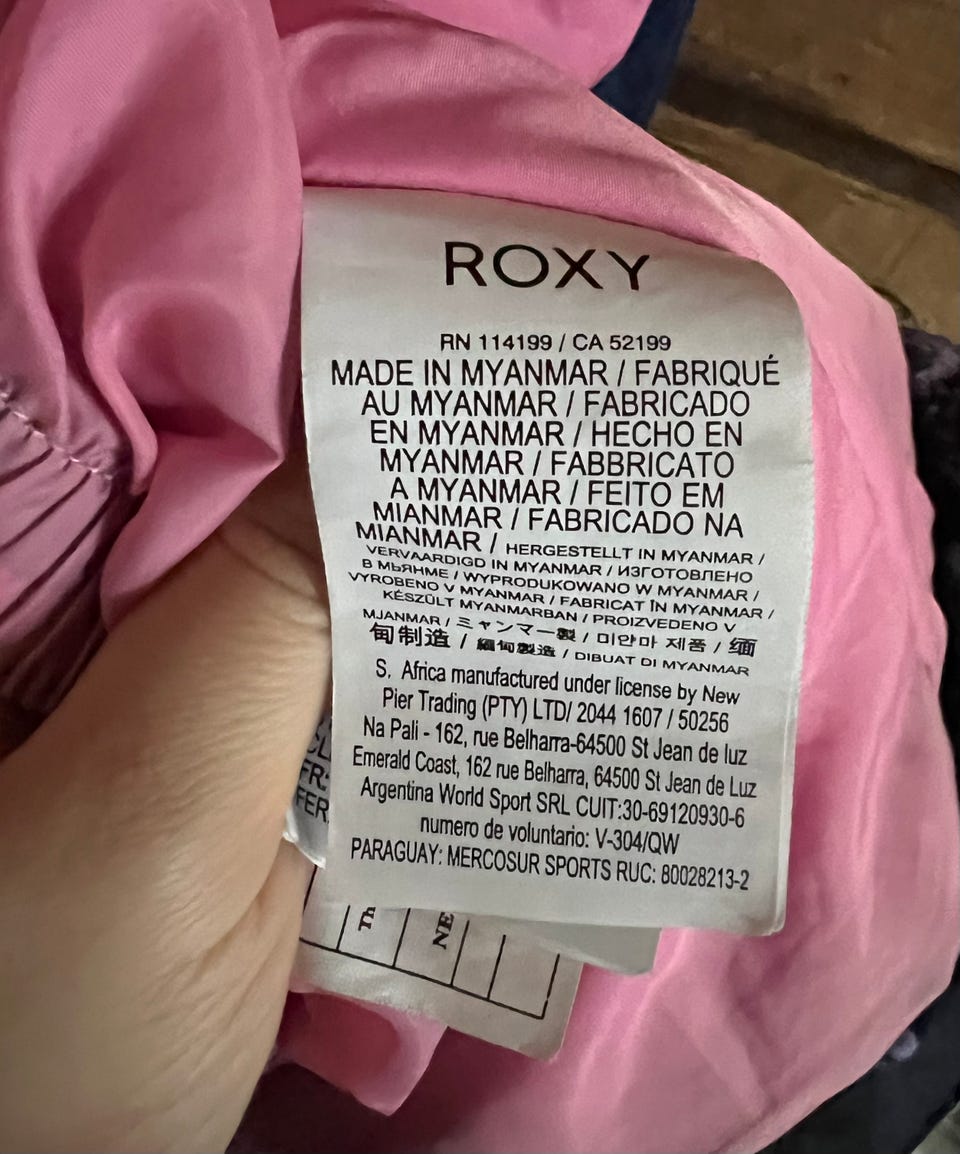 ROXY
RN 114199 / CA 52199
MADE IN MYANMAR / FABRIQUÉ
AU MYANMAR / FABRICADO
EN MYANMAR / HECHO EN
MYANMAR / FABBRICATO
A MYANMAR / FEITO EM
MIANMAR / FABRICADO NA
MIANMAR / HERGESTELLT IN MYANMAR /
VERVAARDIGD IN MYANMAR / ИЗГОТОВЛЕНО
В МЬЯНМЕ / WYPRODUKOWANO W MYANMAR /
VYROBENO V MYANMAR / FABRICAT ÎN MYANMAR /
KÉSZÜLT MYANMARBAN / PROIZVEDENO V
MJANMAR / ミャンマー製 / 미얀마 제품 / 缅
甸制造 / 緬甸製造 / DIBUAT DI MYANMAR
S. Africa manufactured under license by New
Pier Trading (PTY) LTD/ 2044 1607 / 50256
Na Pali - 162, rue Belharra-64500 St Jean de luz
Emerald Coast, 162 rue Belharra, 64500 St Jean de Luz
Argentina World Sport SRL CUIT:30-69120930-6
numero de voluntario: V-304/QW
PARAGUAY: MERCOSUR SPORTS RUC: 80028213-2
FR:
FER
Th
NE